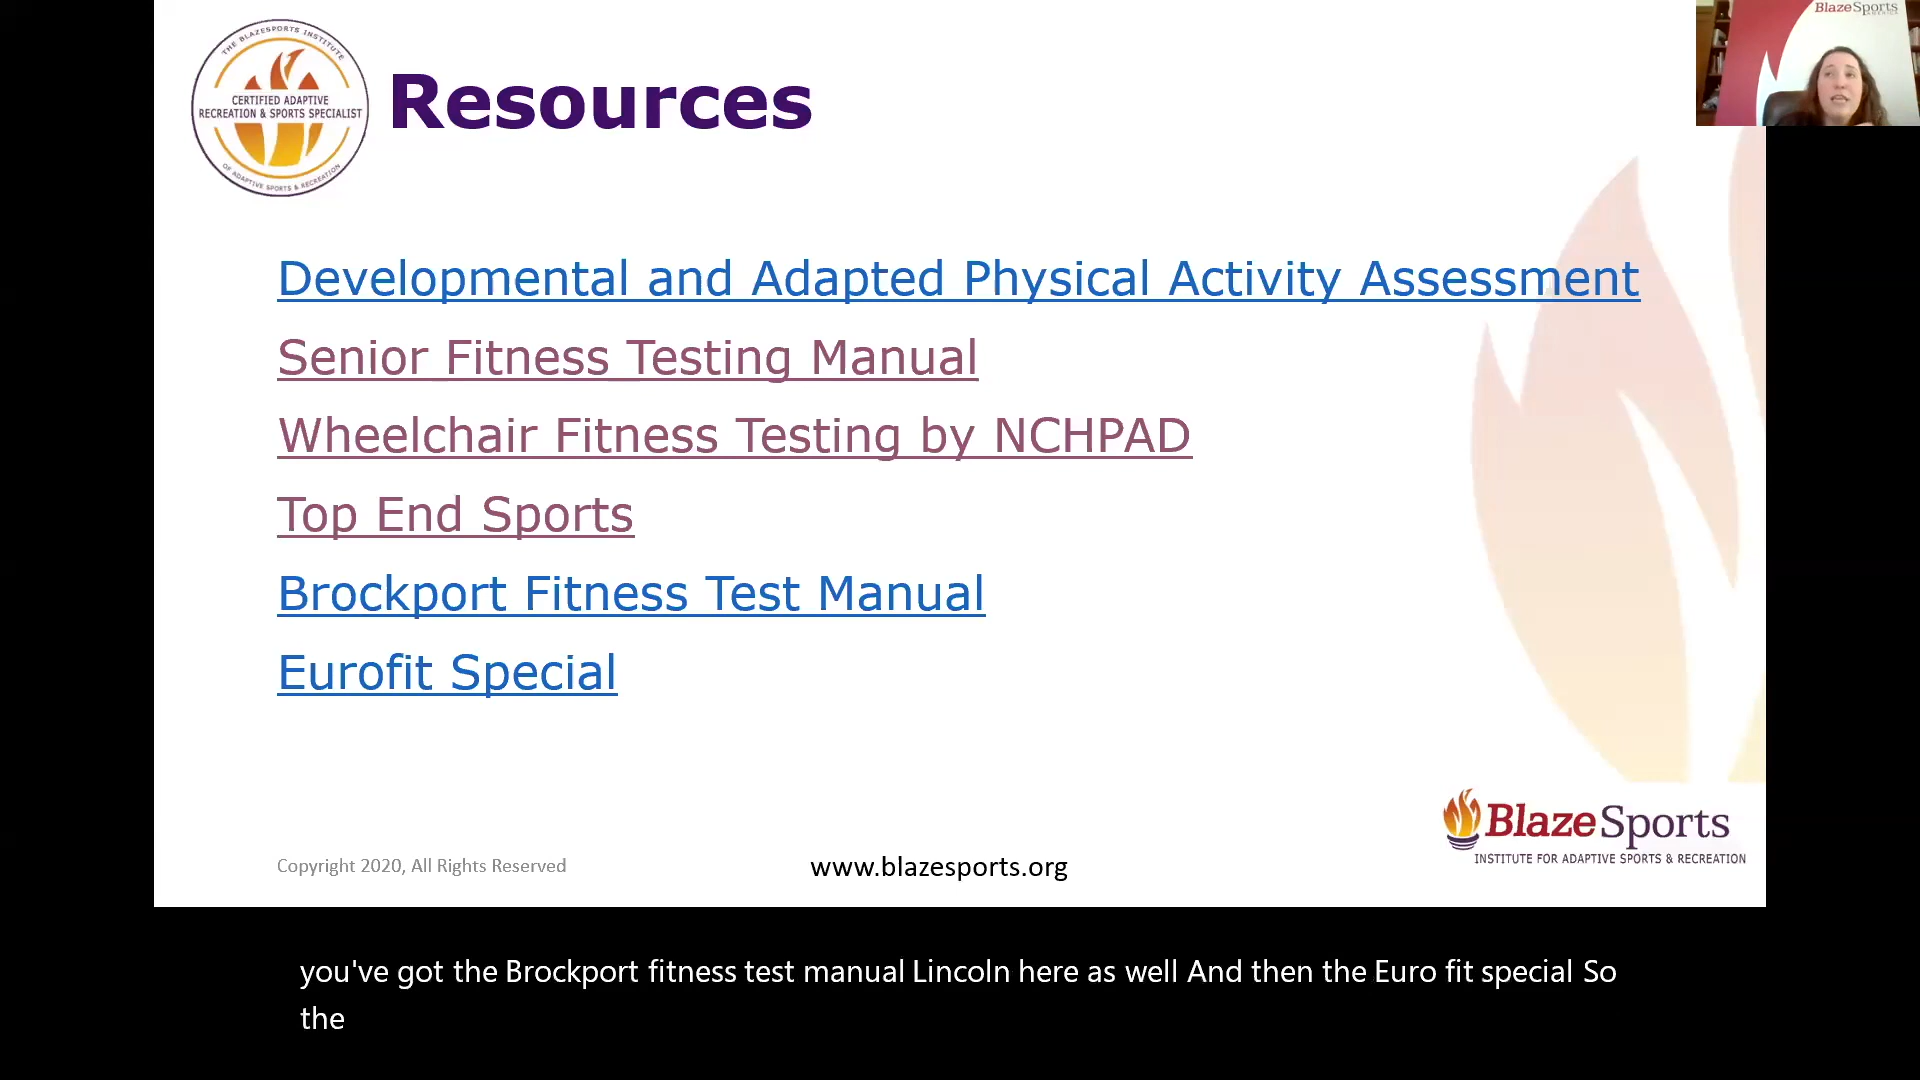 THE BLAZESPORTS INSTITUTE
CERTIFIED ADAPTIVE
RECREATION & SPORTS SPECIALIST
OF ADAPTIVE SPORTS & RECREATION
Resources
BlazeSports
AMERICA
Developmental and Adapted Physical Activity Assessment
Senior Fitness Testing Manual
Wheelchair Fitness Testing by NCHPAD
Top End Sports
Brockport Fitness Test Manual
Eurofit Special
BlazeSports
INSTITUTE FOR ADAPTIVE SPORTS & RECREATION
Copyright 2020, All Rights Reserved
www.blazesports.org
you've got the Brockport fitness test manual Lincoln here as well And then the Euro fit special So
the